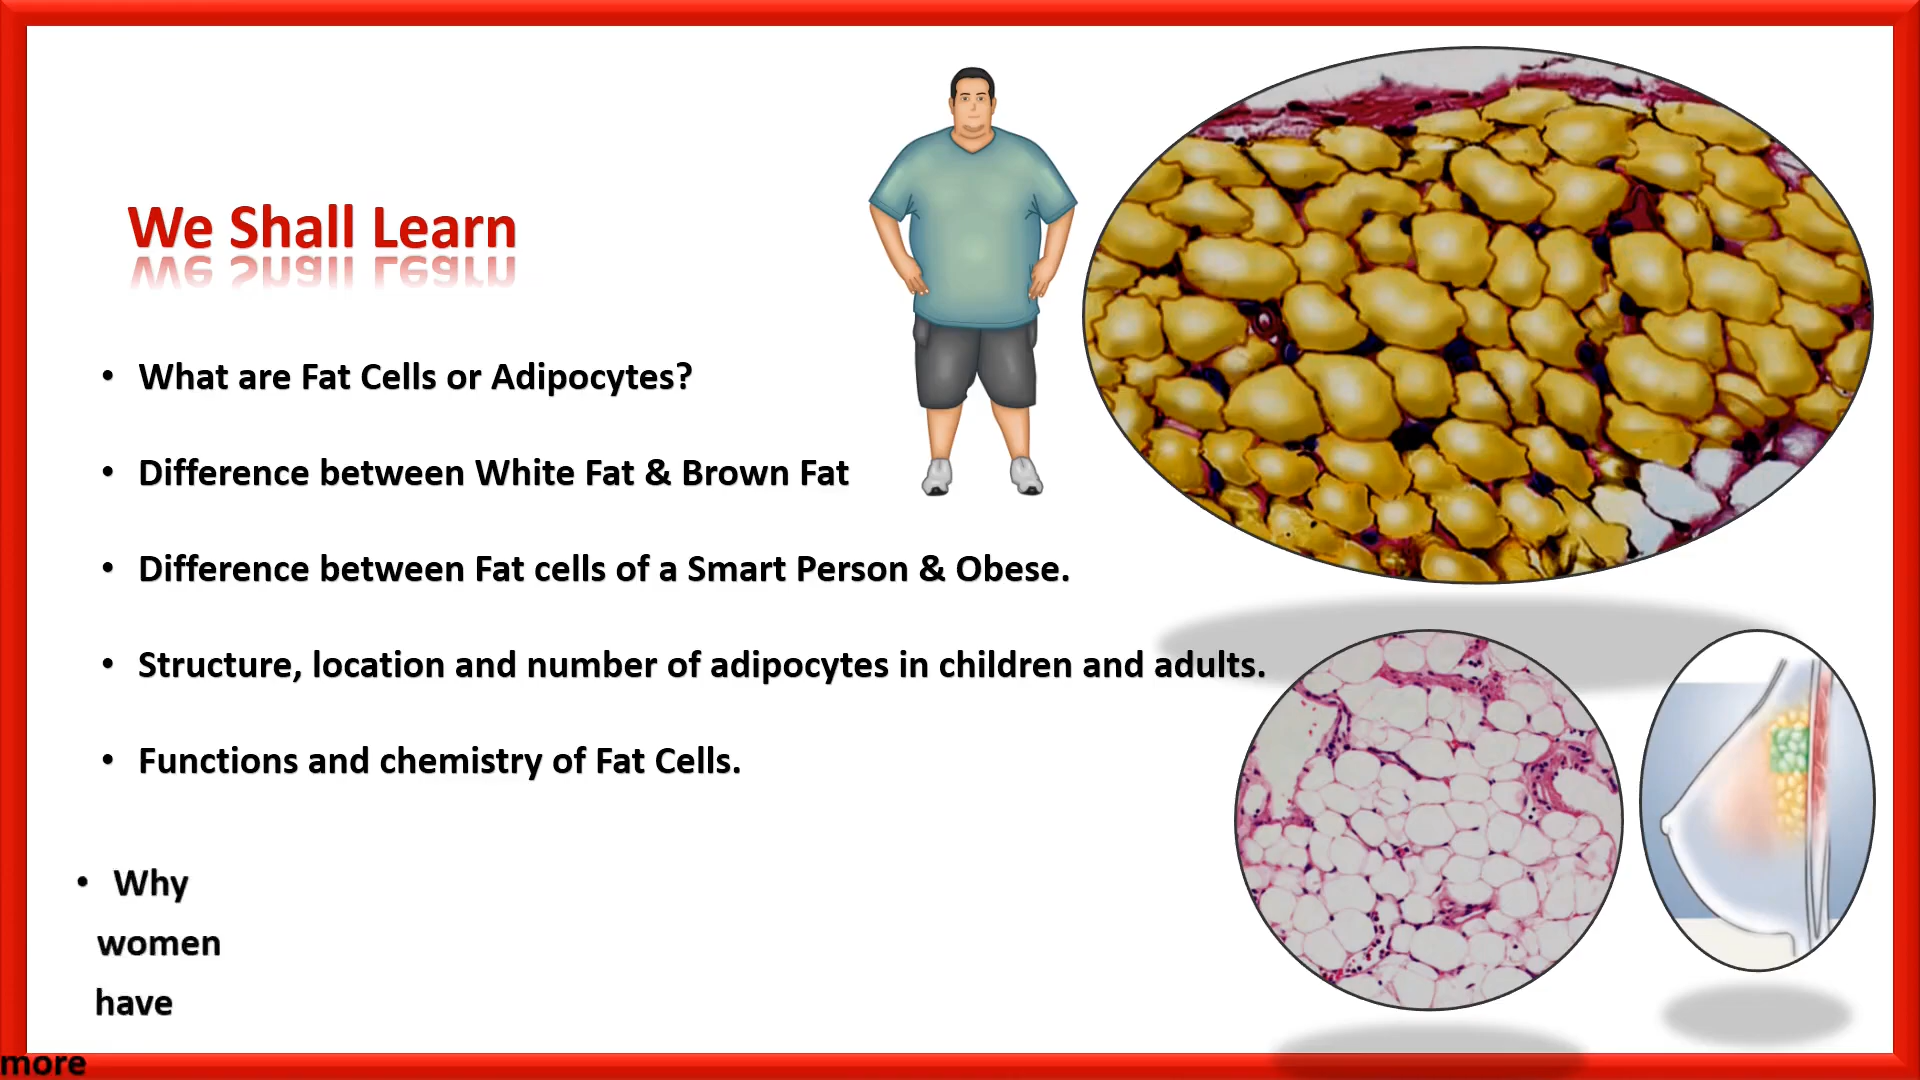 We Shall Learn
• What are Fat Cells or Adipocytes?
• Difference between White Fat & Brown Fat
• Difference between Fat cells of a Smart Person & Obese.
• Structure, location and number of adipocytes in children and adults.
• Functions and chemistry of Fat Cells.
• Why
women
have
more